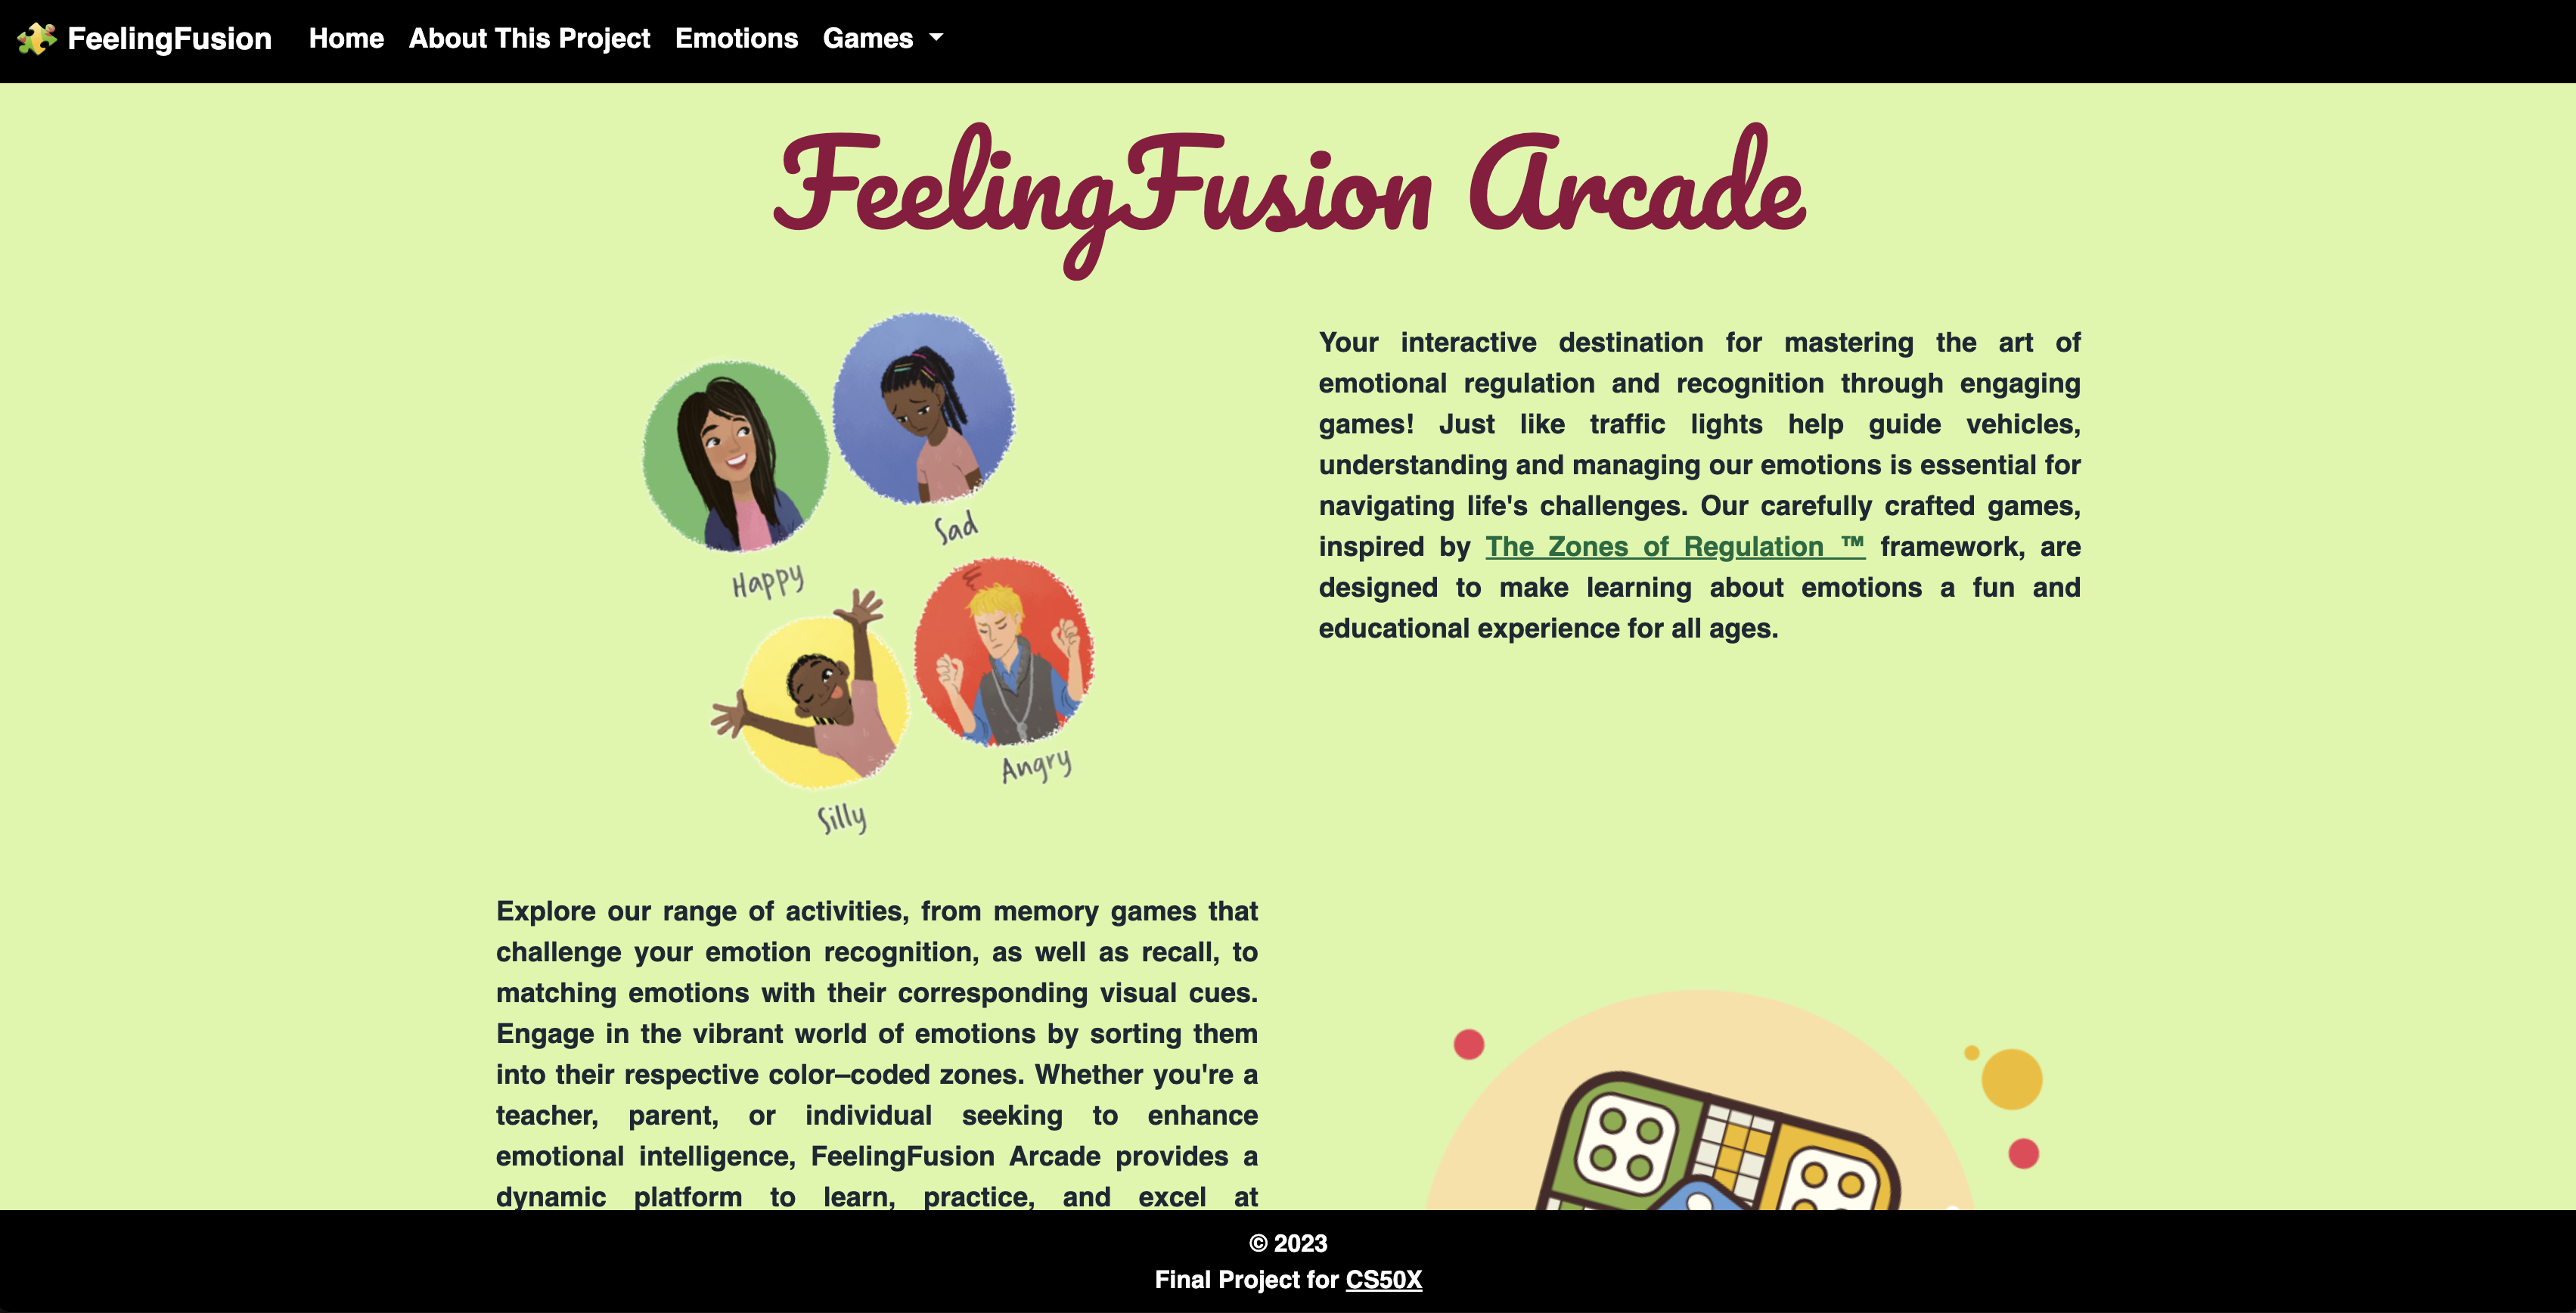 FeelingFusion Home About This Project Emotions Games
FeelingFusion Arcade
Happy
Sad
Silly
Angry
Your interactive destination for mastering the art of
emotional regulation and recognition through engaging
games! Just like traffic lights help guide vehicles,
understanding and managing our emotions is essential for
navigating life's challenges. Our carefully crafted games,
inspired by The Zones of Regulation ™ framework, are
designed to make learning about emotions a fun and
educational experience for all ages.
Explore our range of activities, from memory games that
challenge your emotion recognition, as well as recall, to
matching emotions with their corresponding visual cues.
Engage in the vibrant world of emotions by sorting them
into their respective color–coded zones. Whether you're a
teacher, parent, or individual seeking to enhance
emotional intelligence, FeelingFusion Arcade provides a
dynamic platform to learn, practice, and excel at
© 2023
Final Project for CS50X